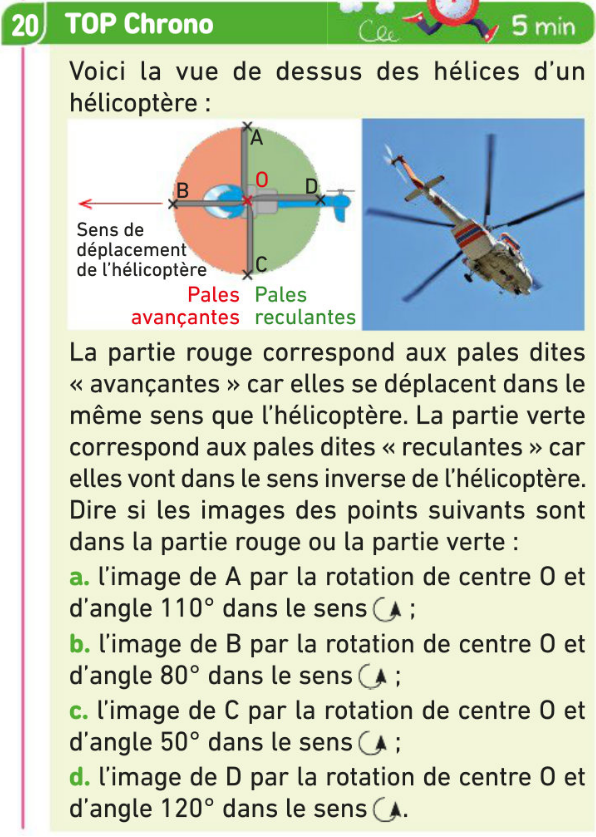 20 TOP Chrono 5 min
Voici la vue de dessus des hélices d'un
hélicoptère :
A
B
O
D
C
Sens de
déplacement
de l'hélicoptère
Pales Pales
avançantes reculantes
La partie rouge correspond aux pales dites
« avançantes » car elles se déplacent dans le
même sens que l'hélicoptère. La partie verte
correspond aux pales dites « reculantes » car
elles vont dans le sens inverse de l'hélicoptère.
Dire si les images des points suivants sont
dans la partie rouge ou la partie verte :
a. l'image de A par la rotation de centre O et
d'angle 110° dans le sens ;
b. l'image de B par la rotation de centre O et
d'angle 80° dans le sens ;
c. l'image de C par la rotation de centre O et
d'angle 50° dans le sens ;
d. l'image de D par la rotation de centre O et
d'angle 120° dans le sens .